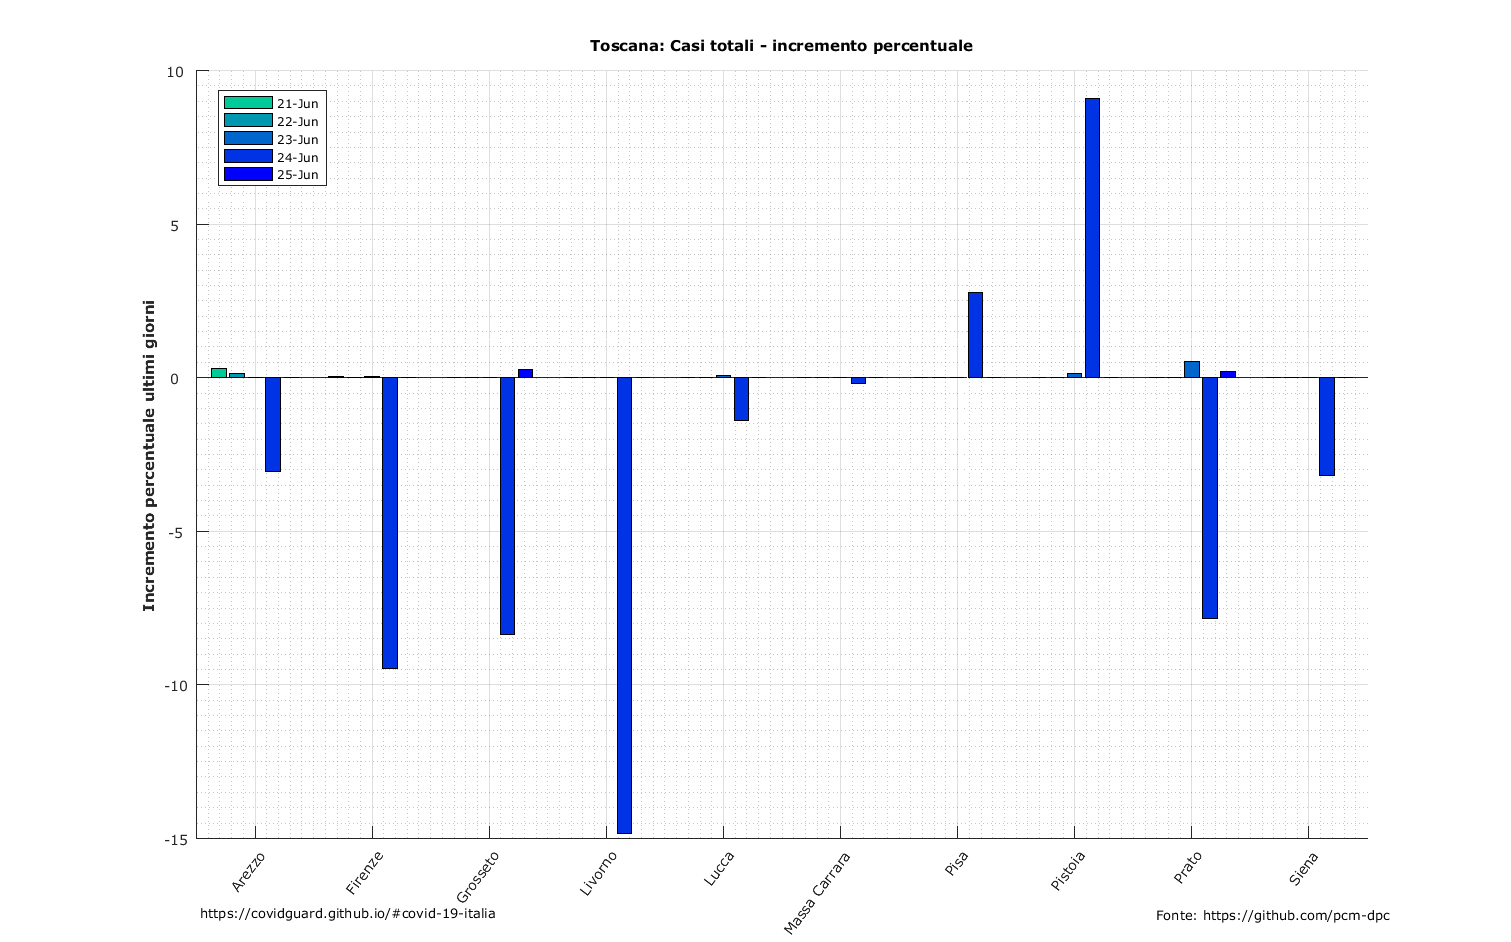 Toscana: Casi totali - incremento percentuale
10
5
0
-5
-10
-15
Incremento percentuale ultimi giorni
21-Jun
22-Jun
23-Jun
24-Jun
25-Jun
Arezzo
Firenze
Grosseto
Livorno
Lucca
Massa Carrara
Pisa
Pistoia
Prato
Siena
https://covidguard.github.io/#covid-19-italia
Fonte: https://github.com/pcm-dpc